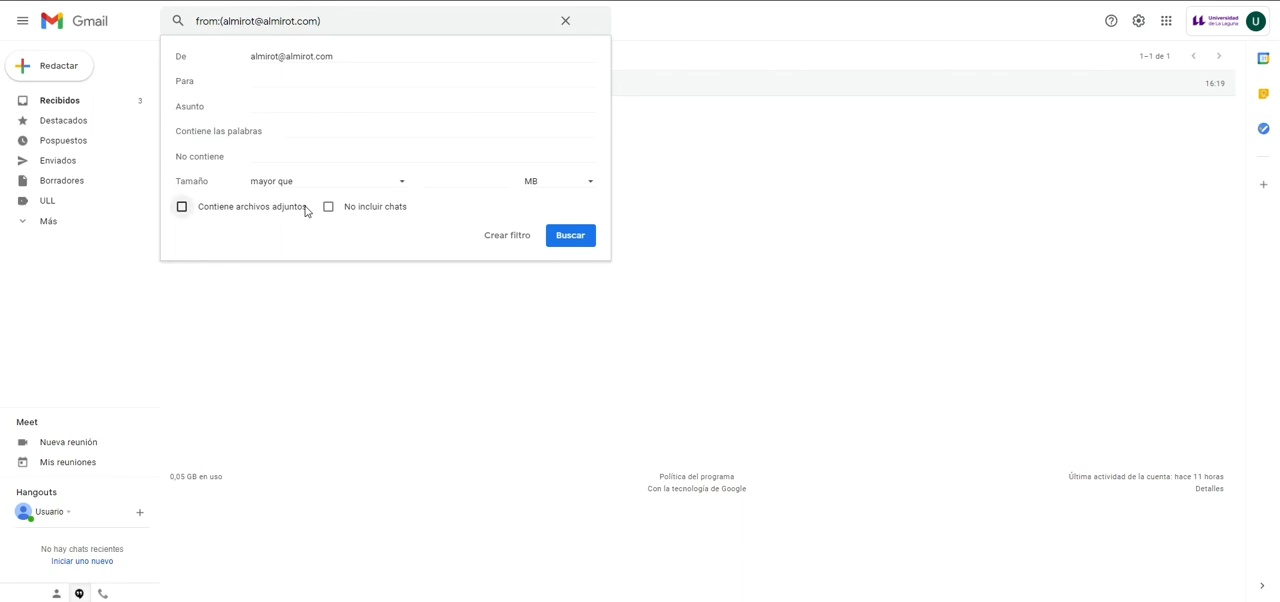 Gmail
from:(almirot@almirot.com)
Universidad de La Laguna
U
Redactar
Recibidos 3
Destacados
Pospuestos
Enviados
Borradores
ULL
Más
De almirot@almirot.com
Para
Asunto
Contiene las palabras
No contiene
Tamaño mayor que MB
Contiene archivos adjuntos No incluir chats
Crear filtro Buscar
1–1 de 1
16:19
Meet
Nueva reunión
Mis reuniones
Hangouts
Usuario
No hay chats recientes
Iniciar uno nuevo
0,05 GB en uso
Política del programa
Con la tecnología de Google
Última actividad de la cuenta: hace 11 horas
Detalles